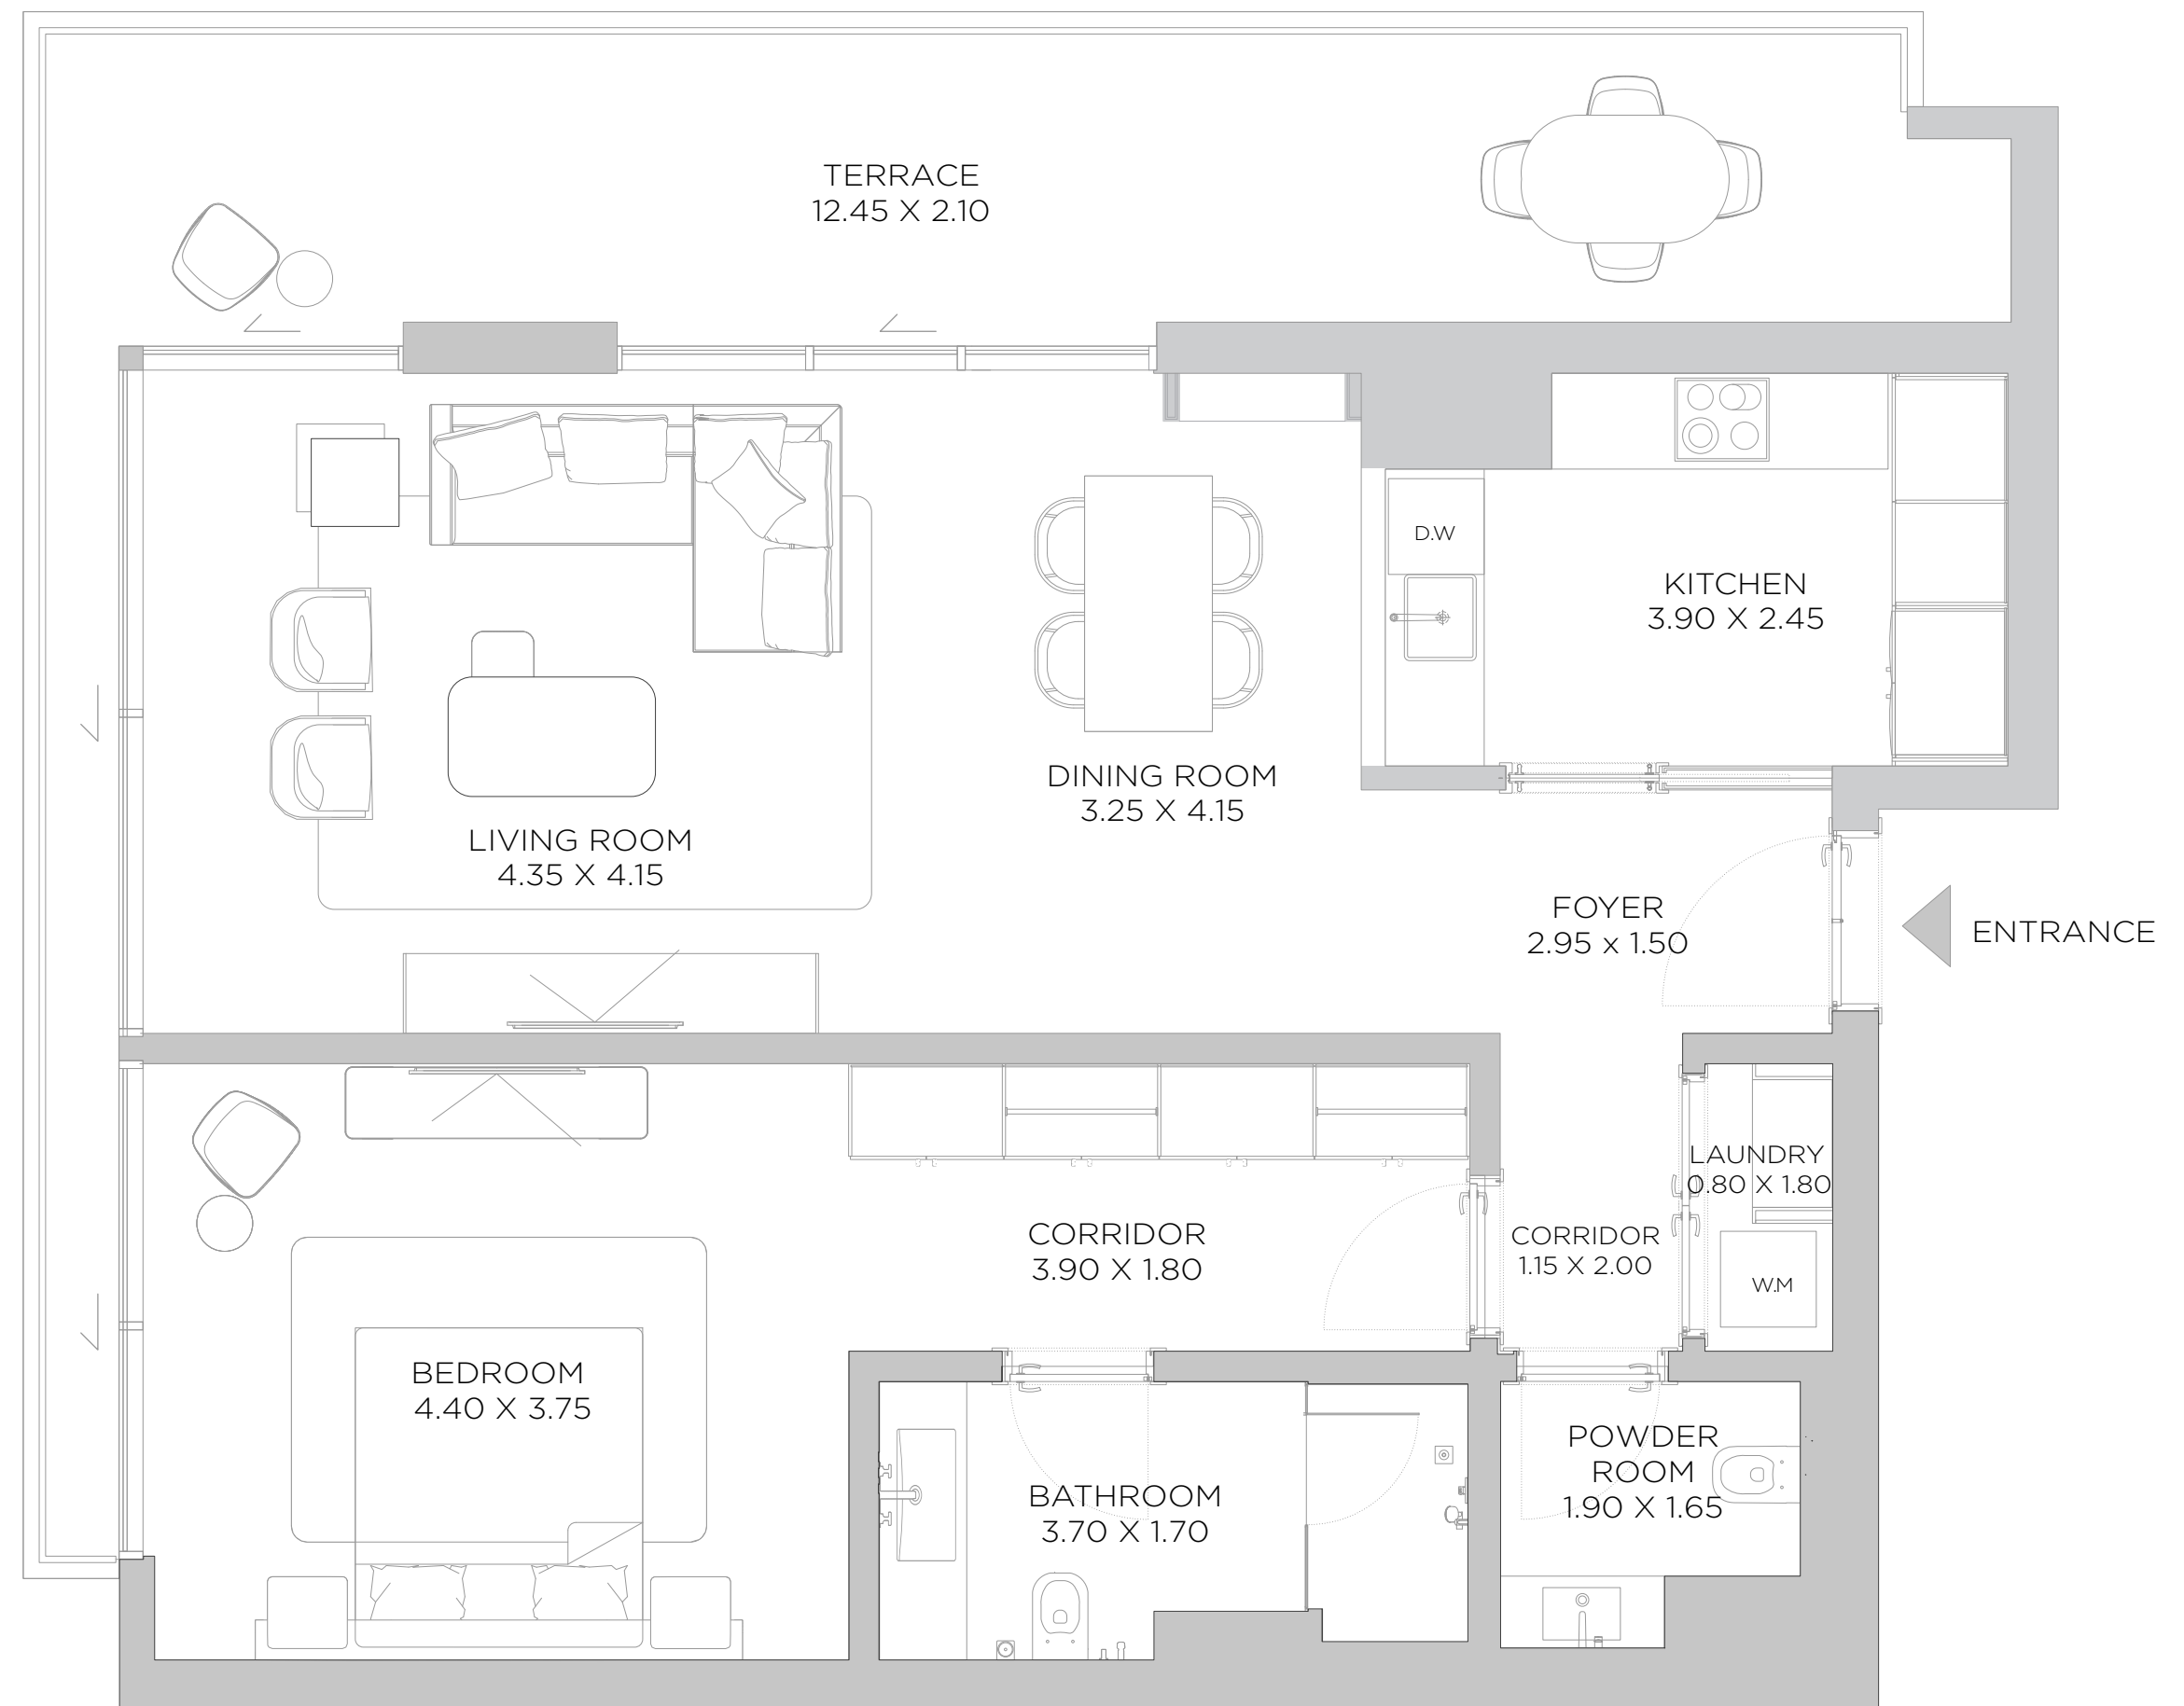 TERRACE
12.45 X 2.10
D.W
KITCHEN
3.90 X 2.45
DINING ROOM
3.25 X 4.15
LIVING ROOM
4.35 X 4.15
FOYER
2.95 x 1.50
ENTRANCE
LAUNDRY
0.80 X 1.80
CORRIDOR
3.90 X 1.80
CORRIDOR
1.15 X 2.00
W.M
BEDROOM
4.40 X 3.75
POWDER
ROOM
1.90 X 1.65
BATHROOM
3.70 X 1.70